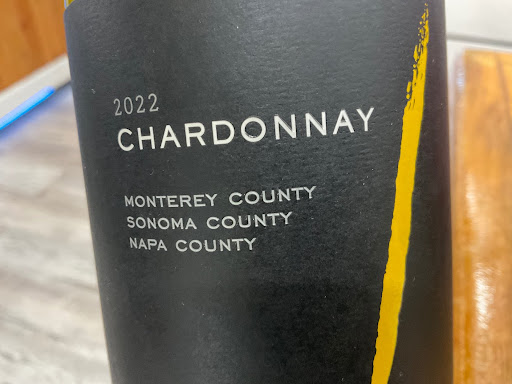 2022
CHARDONNAY
MONTEREY COUNTY
SONOMA COUNTY
NAPA COUNTY